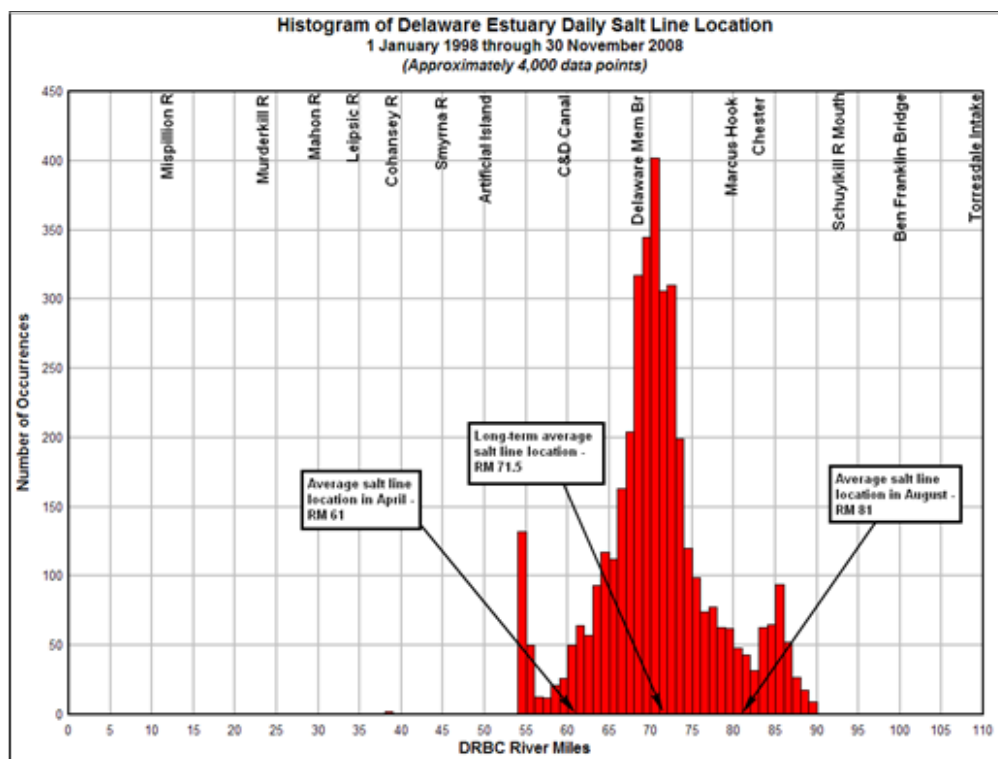 Histogram of Delaware Estuary Daily Salt Line Location
1 January 1998 through 30 November 2008
(Approximately 4,000 data points)
Number of Occurrences
450
400
350
300
250
200
150
100
50
0
Mispillion R
Murderkill R
Mahon R
Leipsic R
Cohansey R
Smyrna R
Artificial Island
C&D Canal
Delaware Mem Br
Marcus Hook
Chester
Schuylkill R Mouth
Ben Franklin Bridge
Torresdale Intake
Average salt line
location in April -
RM 61
Long-term average
salt line location -
RM 71.5
Average salt line
location in August -
RM 81
0 5 10 15 20 25 30 35 40 45 50 55 60 65 70 75 80 85 90 95 100 105 110
DRBC River Miles